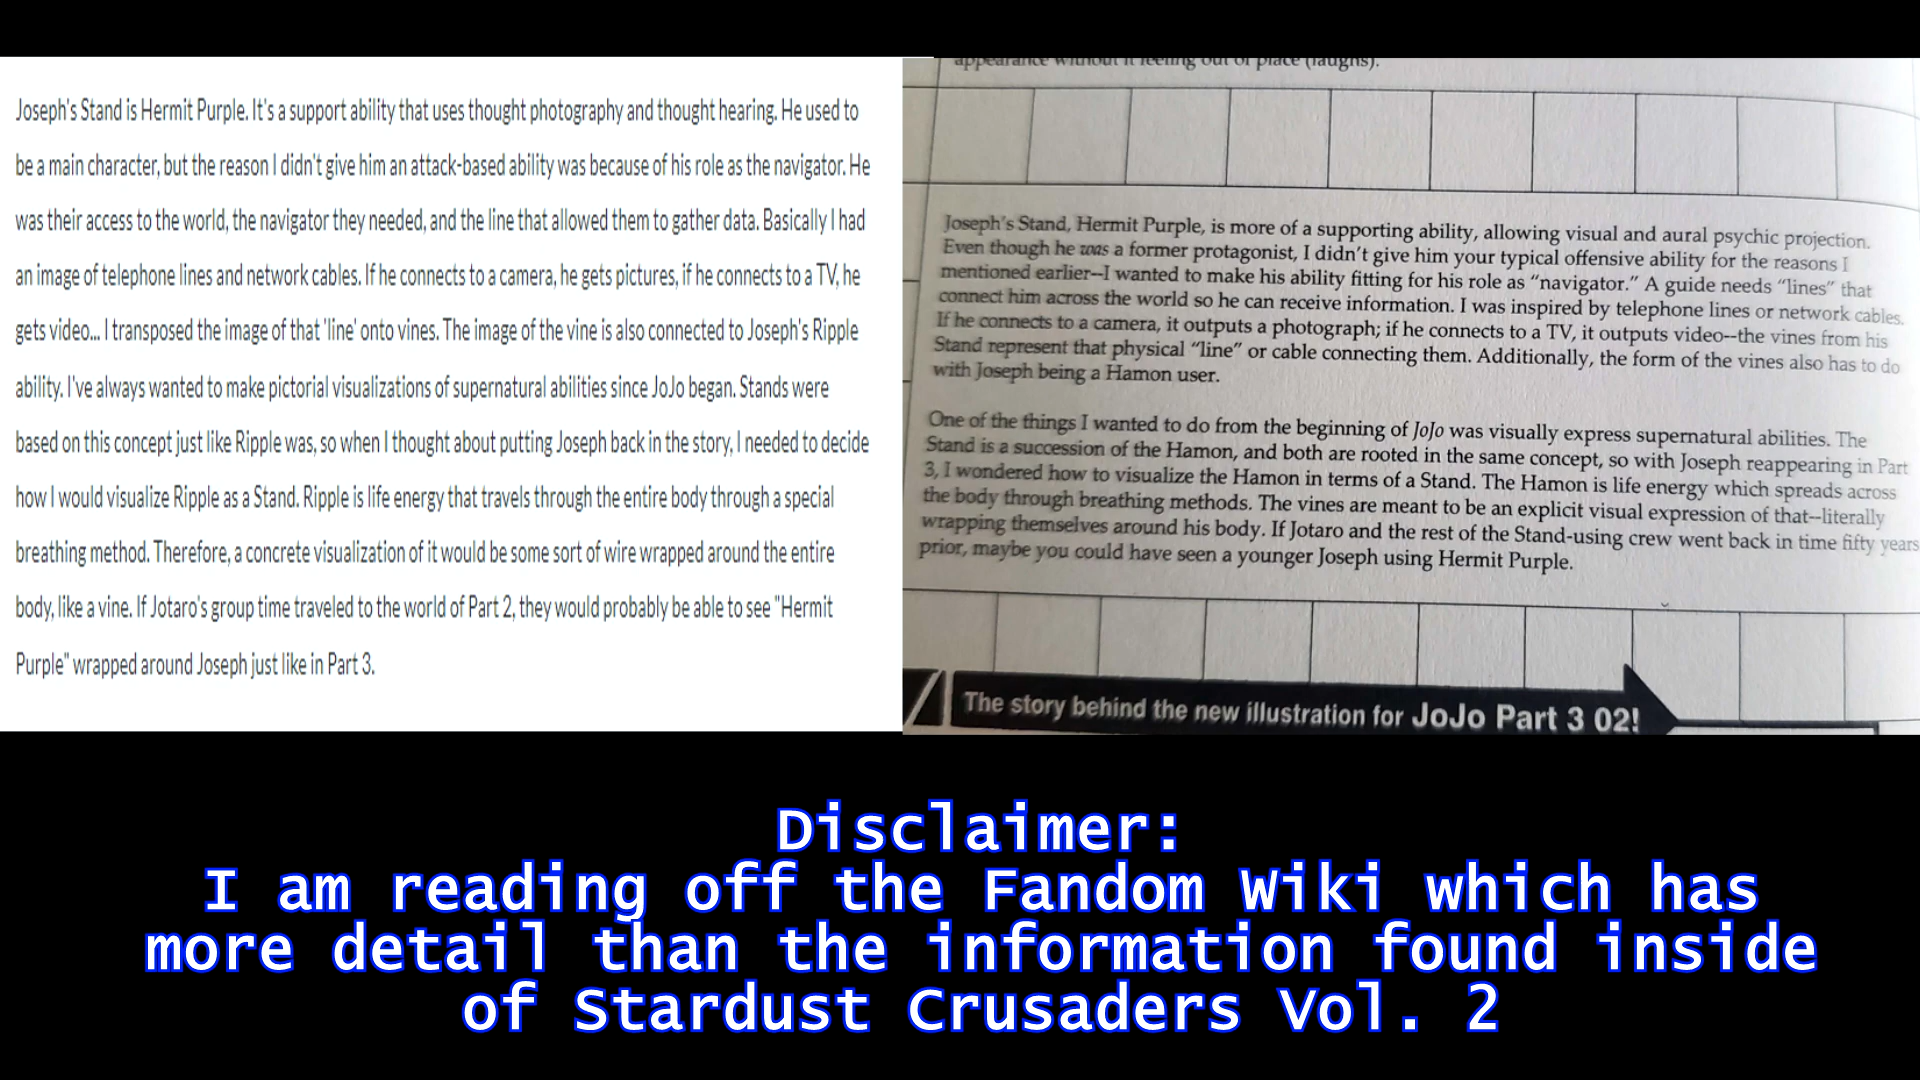 Joseph's Stand is Hermit Purple. It's a support ability that uses thought photography and thought hearing. He used to
be a main character, but the reason I didn't give him an attack-based ability was because of his role as the navigator. He
was their access to the world, the navigator they needed, and the line that allowed them to gather data. Basically I had
an image of telephone lines and network cables. If he connects to a camera, he gets pictures, if he connects to a TV, he
gets video... I transposed the image of that 'line' onto vines. The image of the vine is also connected to Joseph's Ripple
ability. I've always wanted to make pictorial visualizations of supernatural abilities since JoJo began. Stands were
based on this concept just like Ripple was, so when I thought about putting Joseph back in the story, I needed to decide
how I would visualize Ripple as a Stand. Ripple is life energy that travels through the entire body through a special
breathing method. Therefore, a concrete visualization of it would be some sort of wire wrapped around the entire
body, like a vine. If Jotaro's group time traveled to the world of Part 2, they would probably be able to see "Hermit
Purple" wrapped around Joseph just like in Part 3.
appearance without it feeling out of place (laughs).
Joseph's Stand, Hermit Purple, is more of a supporting ability, allowing visual and aural psychic projection.
Even though he was a former protagonist, I didn't give him your typical offensive ability for the reasons I
mentioned earlier--I wanted to make his ability fitting for his role as "navigator." A guide needs "lines" that
connect him across the world so he can receive information. I was inspired by telephone lines or network cables.
If he connects to a camera, it outputs a photograph; if he connects to a TV, it outputs video--the vines from his
Stand represent that physical "line" or cable connecting them. Additionally, the form of the vines also has to do
with Joseph being a Hamon user.
One of the things I wanted to do from the beginning of JoJo was visually express supernatural abilities. The
Stand is a succession of the Hamon, and both are rooted in the same concept, so with Joseph reappearing in Part
3, I wondered how to visualize the Hamon in terms of a Stand. The Hamon is life energy which spreads across
the body through breathing methods. The vines are meant to be an explicit visual expression of that--literally
wrapping themselves around his body. If Jotaro and the rest of the Stand-using crew went back in time fifty years
prior, maybe you could have seen a younger Joseph using Hermit Purple.
The story behind the new illustration for JoJo Part 3 02!
Disclaimer:
I am reading off the Fandom Wiki which has
more detail than the information found inside
of Stardust Crusaders Vol. 2